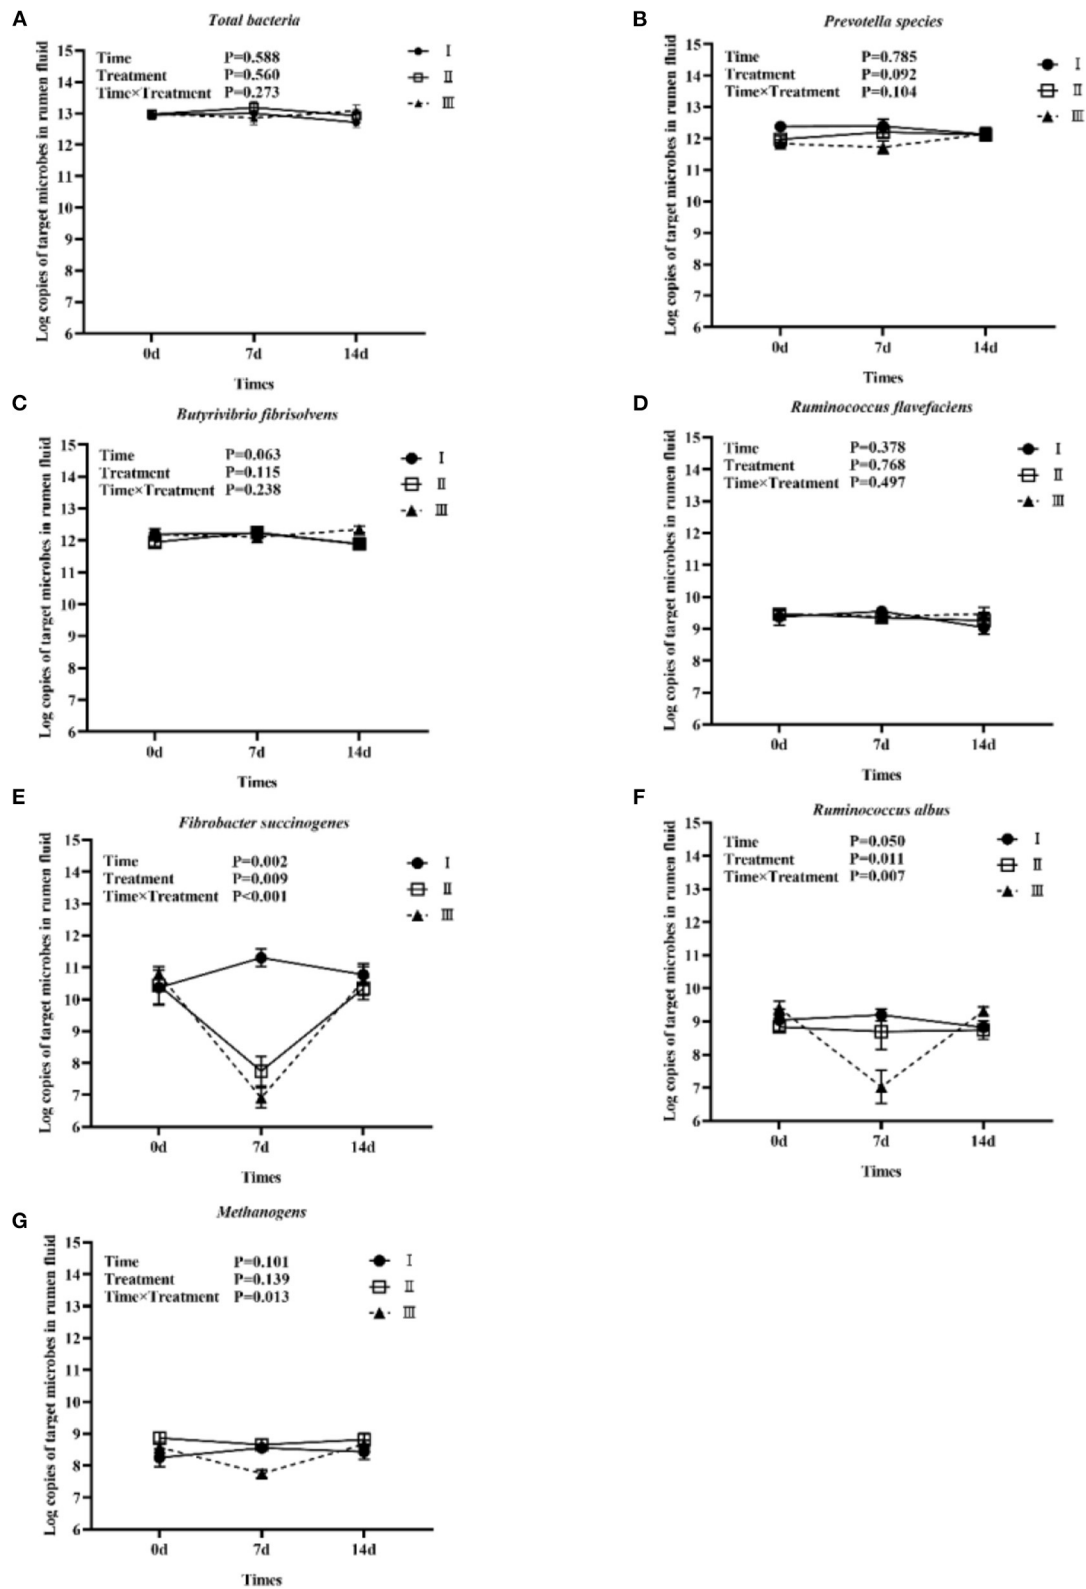 A
Total bacteria
Log copies of target microbes in rumen fluid
15
14
13
12
11
10
9
8
7
6
Time P=0.588
Treatment P=0.560
Time×Treatment P=0.273
I
II
III
0d 7d 14d
Times
B
Prevotella species
Log copies of target microbes in rumen fluid
15
14
13
12
11
10
9
8
7
6
Time P=0.785
Treatment P=0.092
Time×Treatment P=0.104
I
II
III
0d 7d 14d
Times
C
Butyrivibrio fibrisolvens
Log copies of target microbes in rumen fluid
15
14
13
12
11
10
9
8
7
6
Time P=0.063
Treatment P=0.115
Time×Treatment P=0.238
I
II
III
0d 7d 14d
Times
D
Ruminococcus flavefaciens
Log copies of target microbes in rumen fluid
15
14
13
12
11
10
9
8
7
6
Time P=0.378
Treatment P=0.768
Time×Treatment P=0.497
I
II
III
0d 7d 14d
Times
E
Fibrobacter succinogenes
Log copies of target microbes in rumen fluid
15
14
13
12
11
10
9
8
7
6
Time P=0.002
Treatment P=0.009
Time×Treatment P<0.001
I
II
III
0d 7d 14d
Times
F
Ruminococcus albus
Log copies of target microbes in rumen fluid
15
14
13
12
11
10
9
8
7
6
Time P=0.050
Treatment P=0.011
Time×Treatment P=0.007
I
II
III
0d 7d 14d
Times
G
Methanogens
Log copies of target microbes in rumen fluid
15
14
13
12
11
10
9
8
7
6
Time P=0.101
Treatment P=0.139
Time×Treatment P=0.013
I
II
III
0d 7d 14d
Times